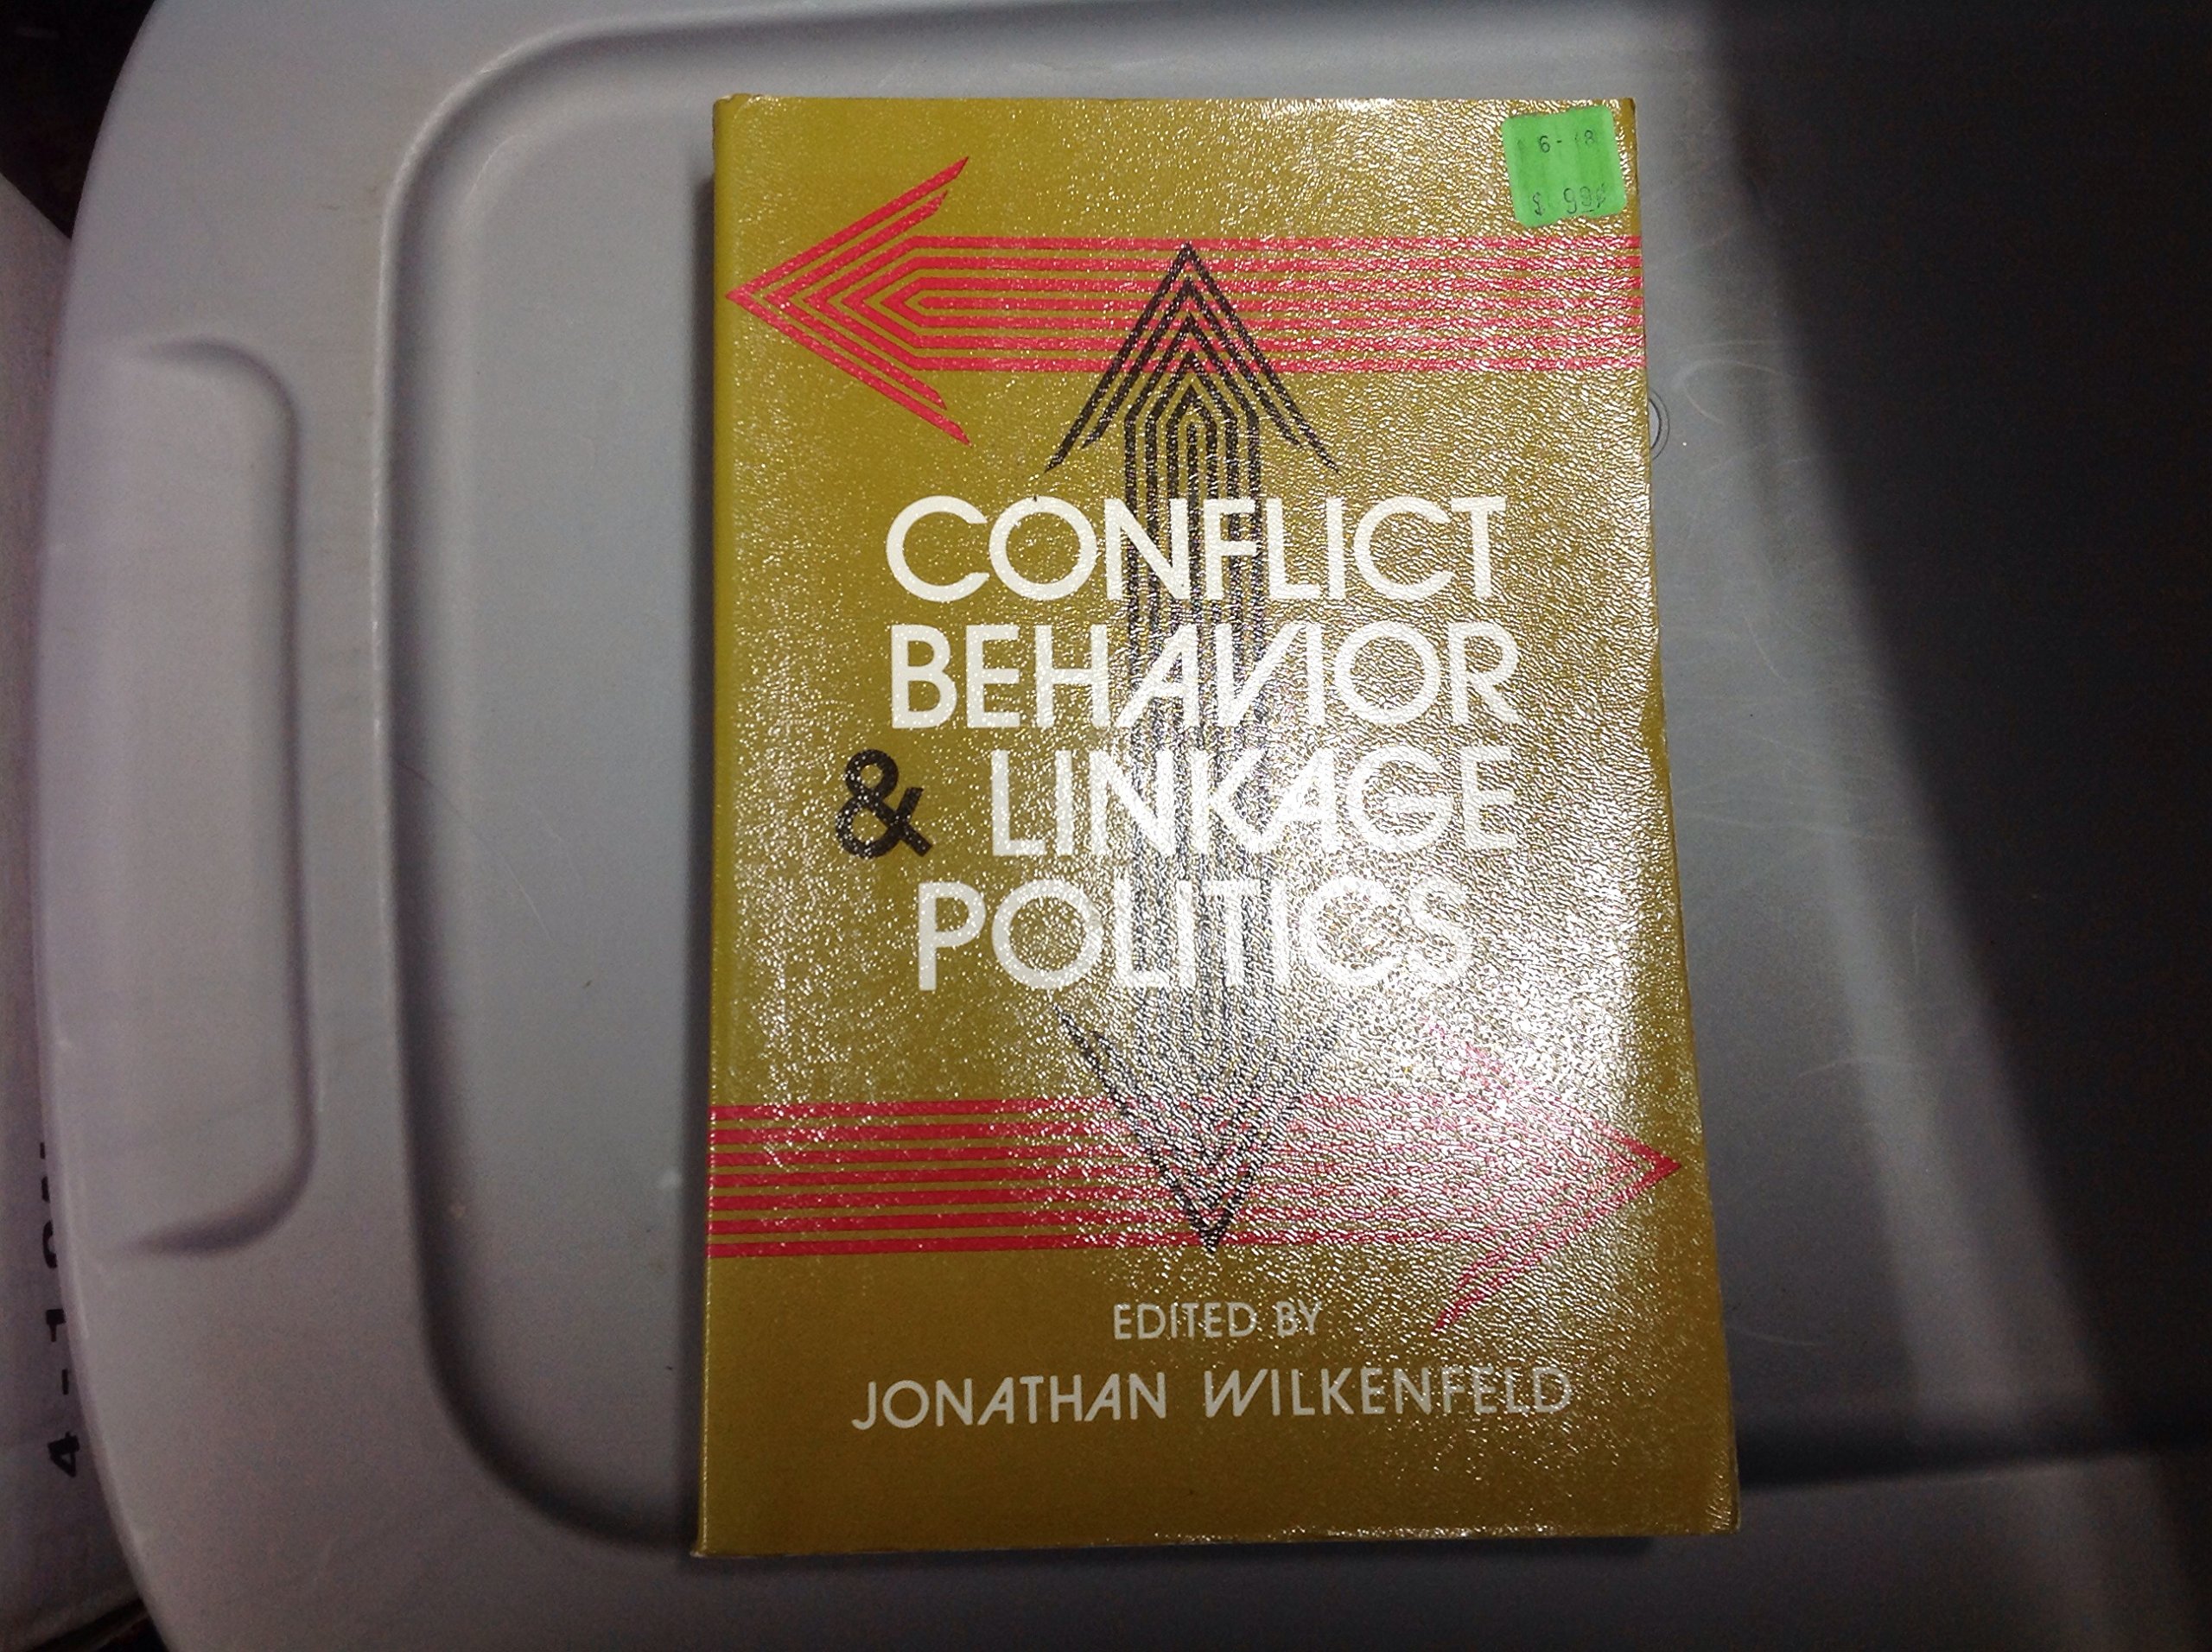 CONFLICT
BEHAVIOR
& LINKAGE
POLITICS
EDITED BY
JONATHAN WILKENFELD